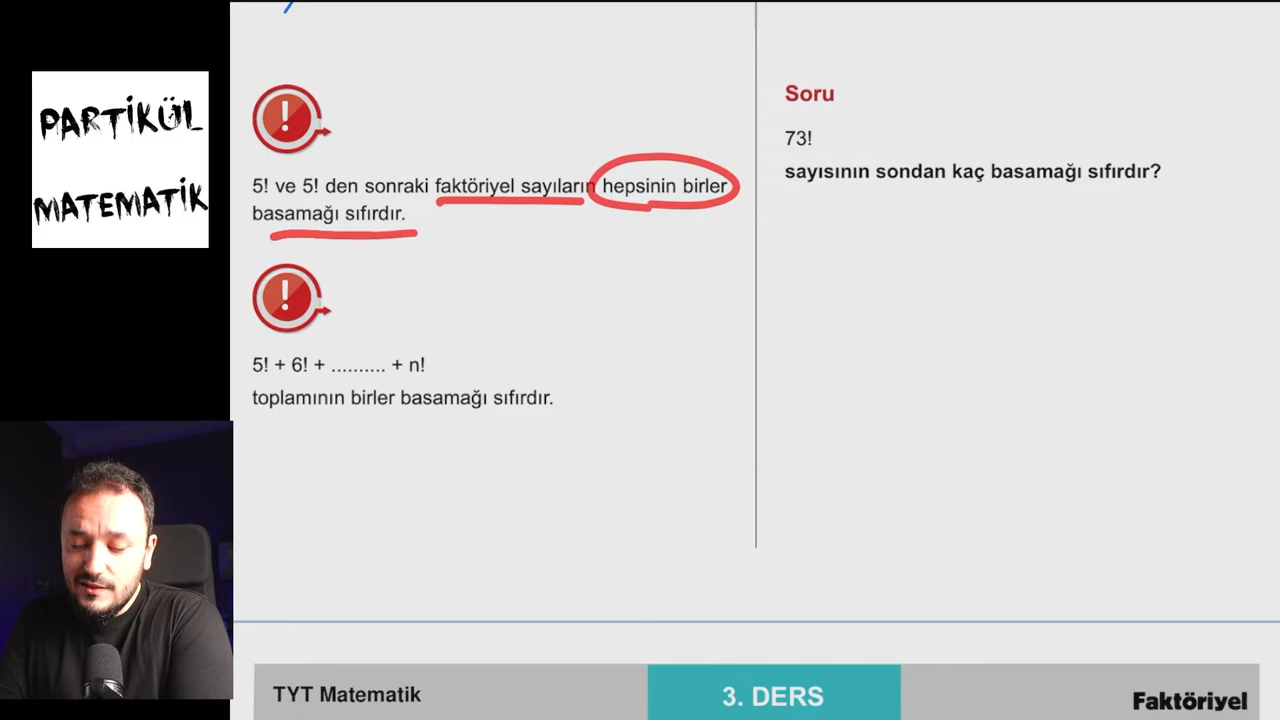 PARTİKÜL
MATEMATİK
5! ve 5! den sonraki faktöriyel sayıların hepsinin birler
basamağı sıfırdır.
5! + 6! + .......... + n!
toplamının birler basamağı sıfırdır.
Soru
73!
sayısının sondan kaç basamağı sıfırdır?
TYT Matematik
3. DERS
Faktöriyel